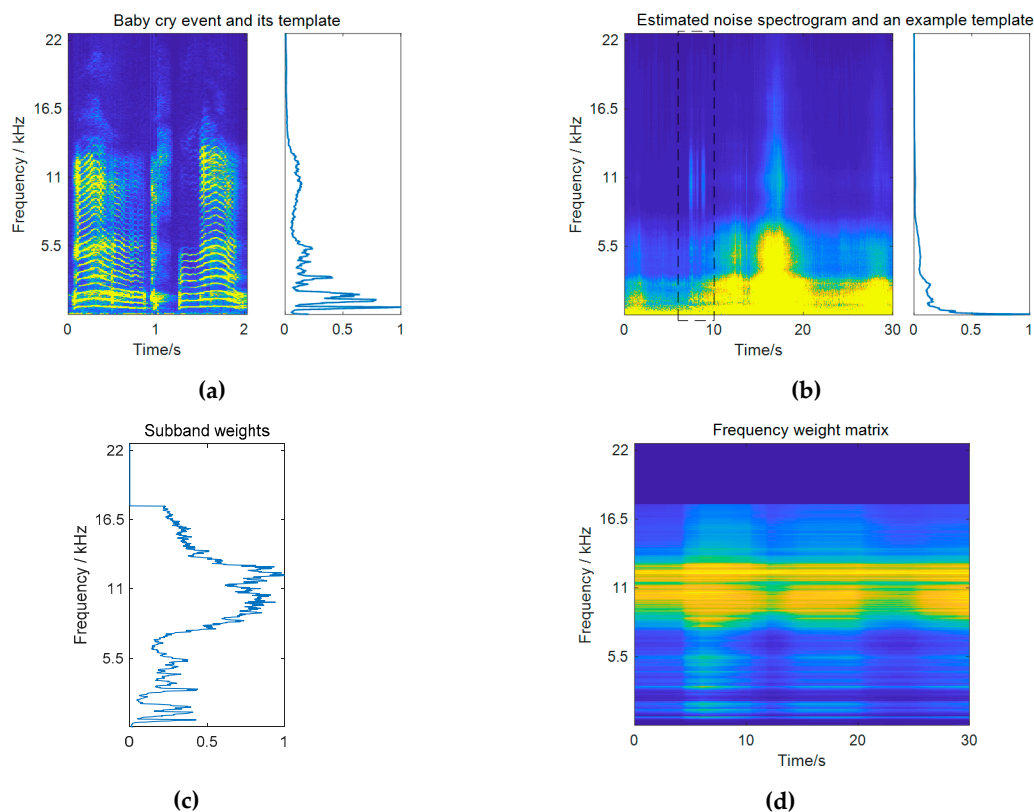 Baby cry event and its template
22
16.5
11
5.5
Frequency / kHz
0 1 2
0 0.5 1
Time/s
(a)
Estimated noise spectrogram and an example template
22
16.5
11
5.5
Frequency / kHz
0 10 20 30
0 0.5 1
Time/s
(b)
Subband weights
22
16.5
11
5.5
Frequency / kHz
0 0.5 1
(c)
Frequency weight matrix
22
16.5
11
5.5
Frequency / kHz
0 10 20 30
Time/s
(d)